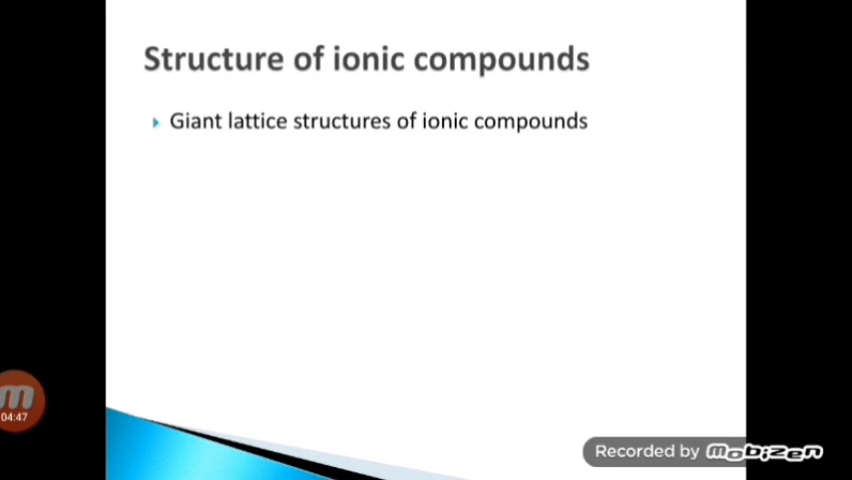 Structure of ionic compounds
Giant lattice structures of ionic compounds
04:47
Recorded by mobizen